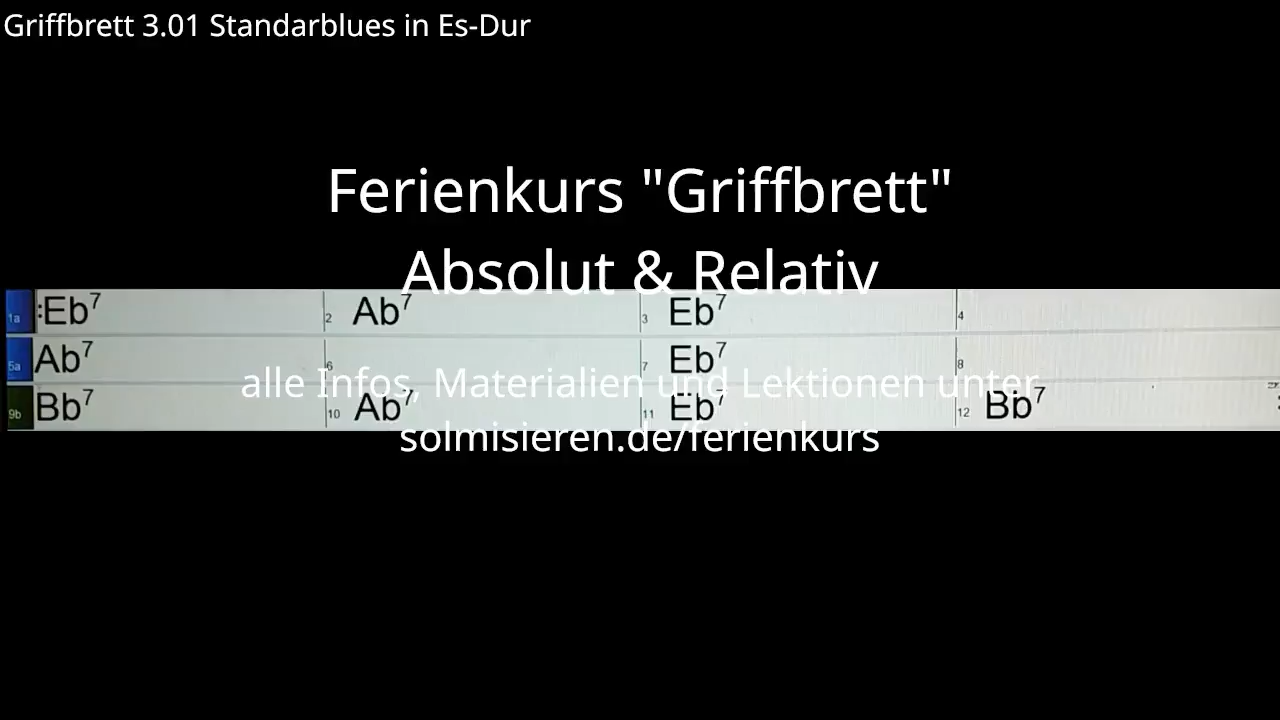 Griffbrett 3.01 Standarblues in Es-Dur
Ferienkurs "Griffbrett"
Absolut & Relativ
1a :Eb7 2 Ab7 3 Eb7 4
5a Ab7 6 7 Eb7 8
alle Infos, Materialien und Lektionen unter
9b Bb7 10 Ab7 11 Eb7 12 Bb7
solmisieren.de/ferienkurs